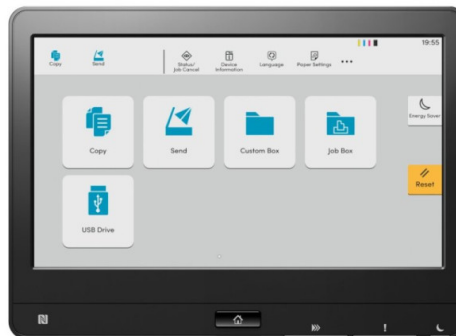 19:55
Copy
Send
Status/
Job Cancel
Device
Information
Language
Paper Settings
Copy
Send
Custom Box
Job Box
Energy Saver
Reset
USB Drive